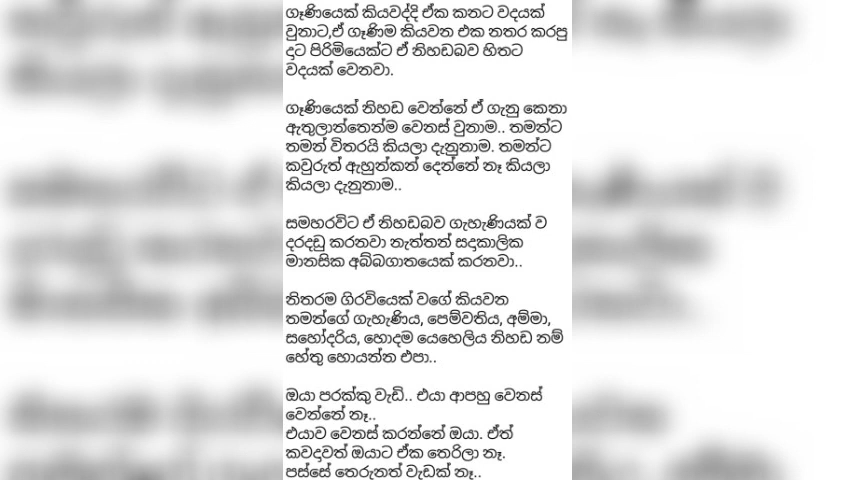 ගෑණියෙක් කියවද්දි ඒක කනට වදයක්
වුනාට,ඒ ගෑණිම කියවන එක නතර කරපු
දාට පිරිමියෙක්ට ඒ නිහඩබව හිතට
වදයක් වෙනවා.
ගෑණියෙක් නිහඩ වෙන්නේ ඒ ගැනු කෙනා
ඇතුලාන්තෙන්ම වෙනස් වුනාම.. තමන්ට
තමන් විතරයි කියලා දැනුනාම. තමන්ට
කවුරුත් ඇහුන්කන් දෙන්නේ නෑ කියලා
කියලා දැනුනාම..
සමහරවිට ඒ නිහඩබව ගැහැණියක් ව
දරදඩු කරනවා නැත්තන් සදාකාලික
මානසික අබ්බගාතයෙක් කරනවා..
නිතරම ගිරවියෙක් වගේ කියවන
තමන්ගේ ගැහැණිය, පෙම්වතිය, අම්මා,
සහෝදරිය, හොදම යෙහෙලිය නිහඩ නම්
හේතු හොයන්න එපා..
ඔයා පරක්කු වැඩි.. එයා ආපහු වෙනස්
වෙන්නේ නෑ..
එයාව වෙනස් කරන්නේ ඔයා. ඒත්
කවදාවත් ඔයාට ඒක තෙරිලා නෑ.
පස්සේ තෙරුනත් වැඩක් නෑ..